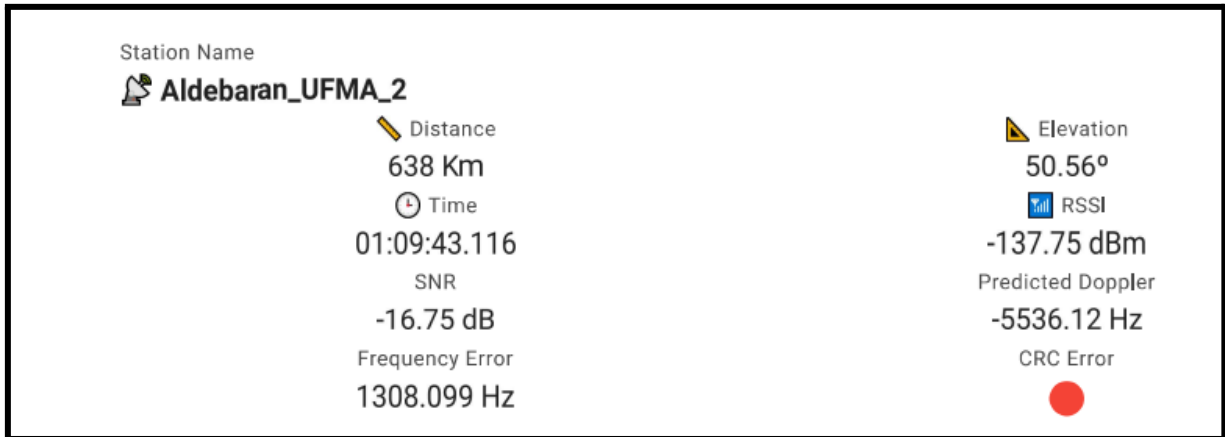 Station Name
Aldebaran_UFMA_2
Distance
Elevation
638 Km
50.56º
Time
RSSI
01:09:43.116
-137.75 dBm
SNR
Predicted Doppler
-16.75 dB
-5536.12 Hz
Frequency Error
CRC Error
1308.099 Hz